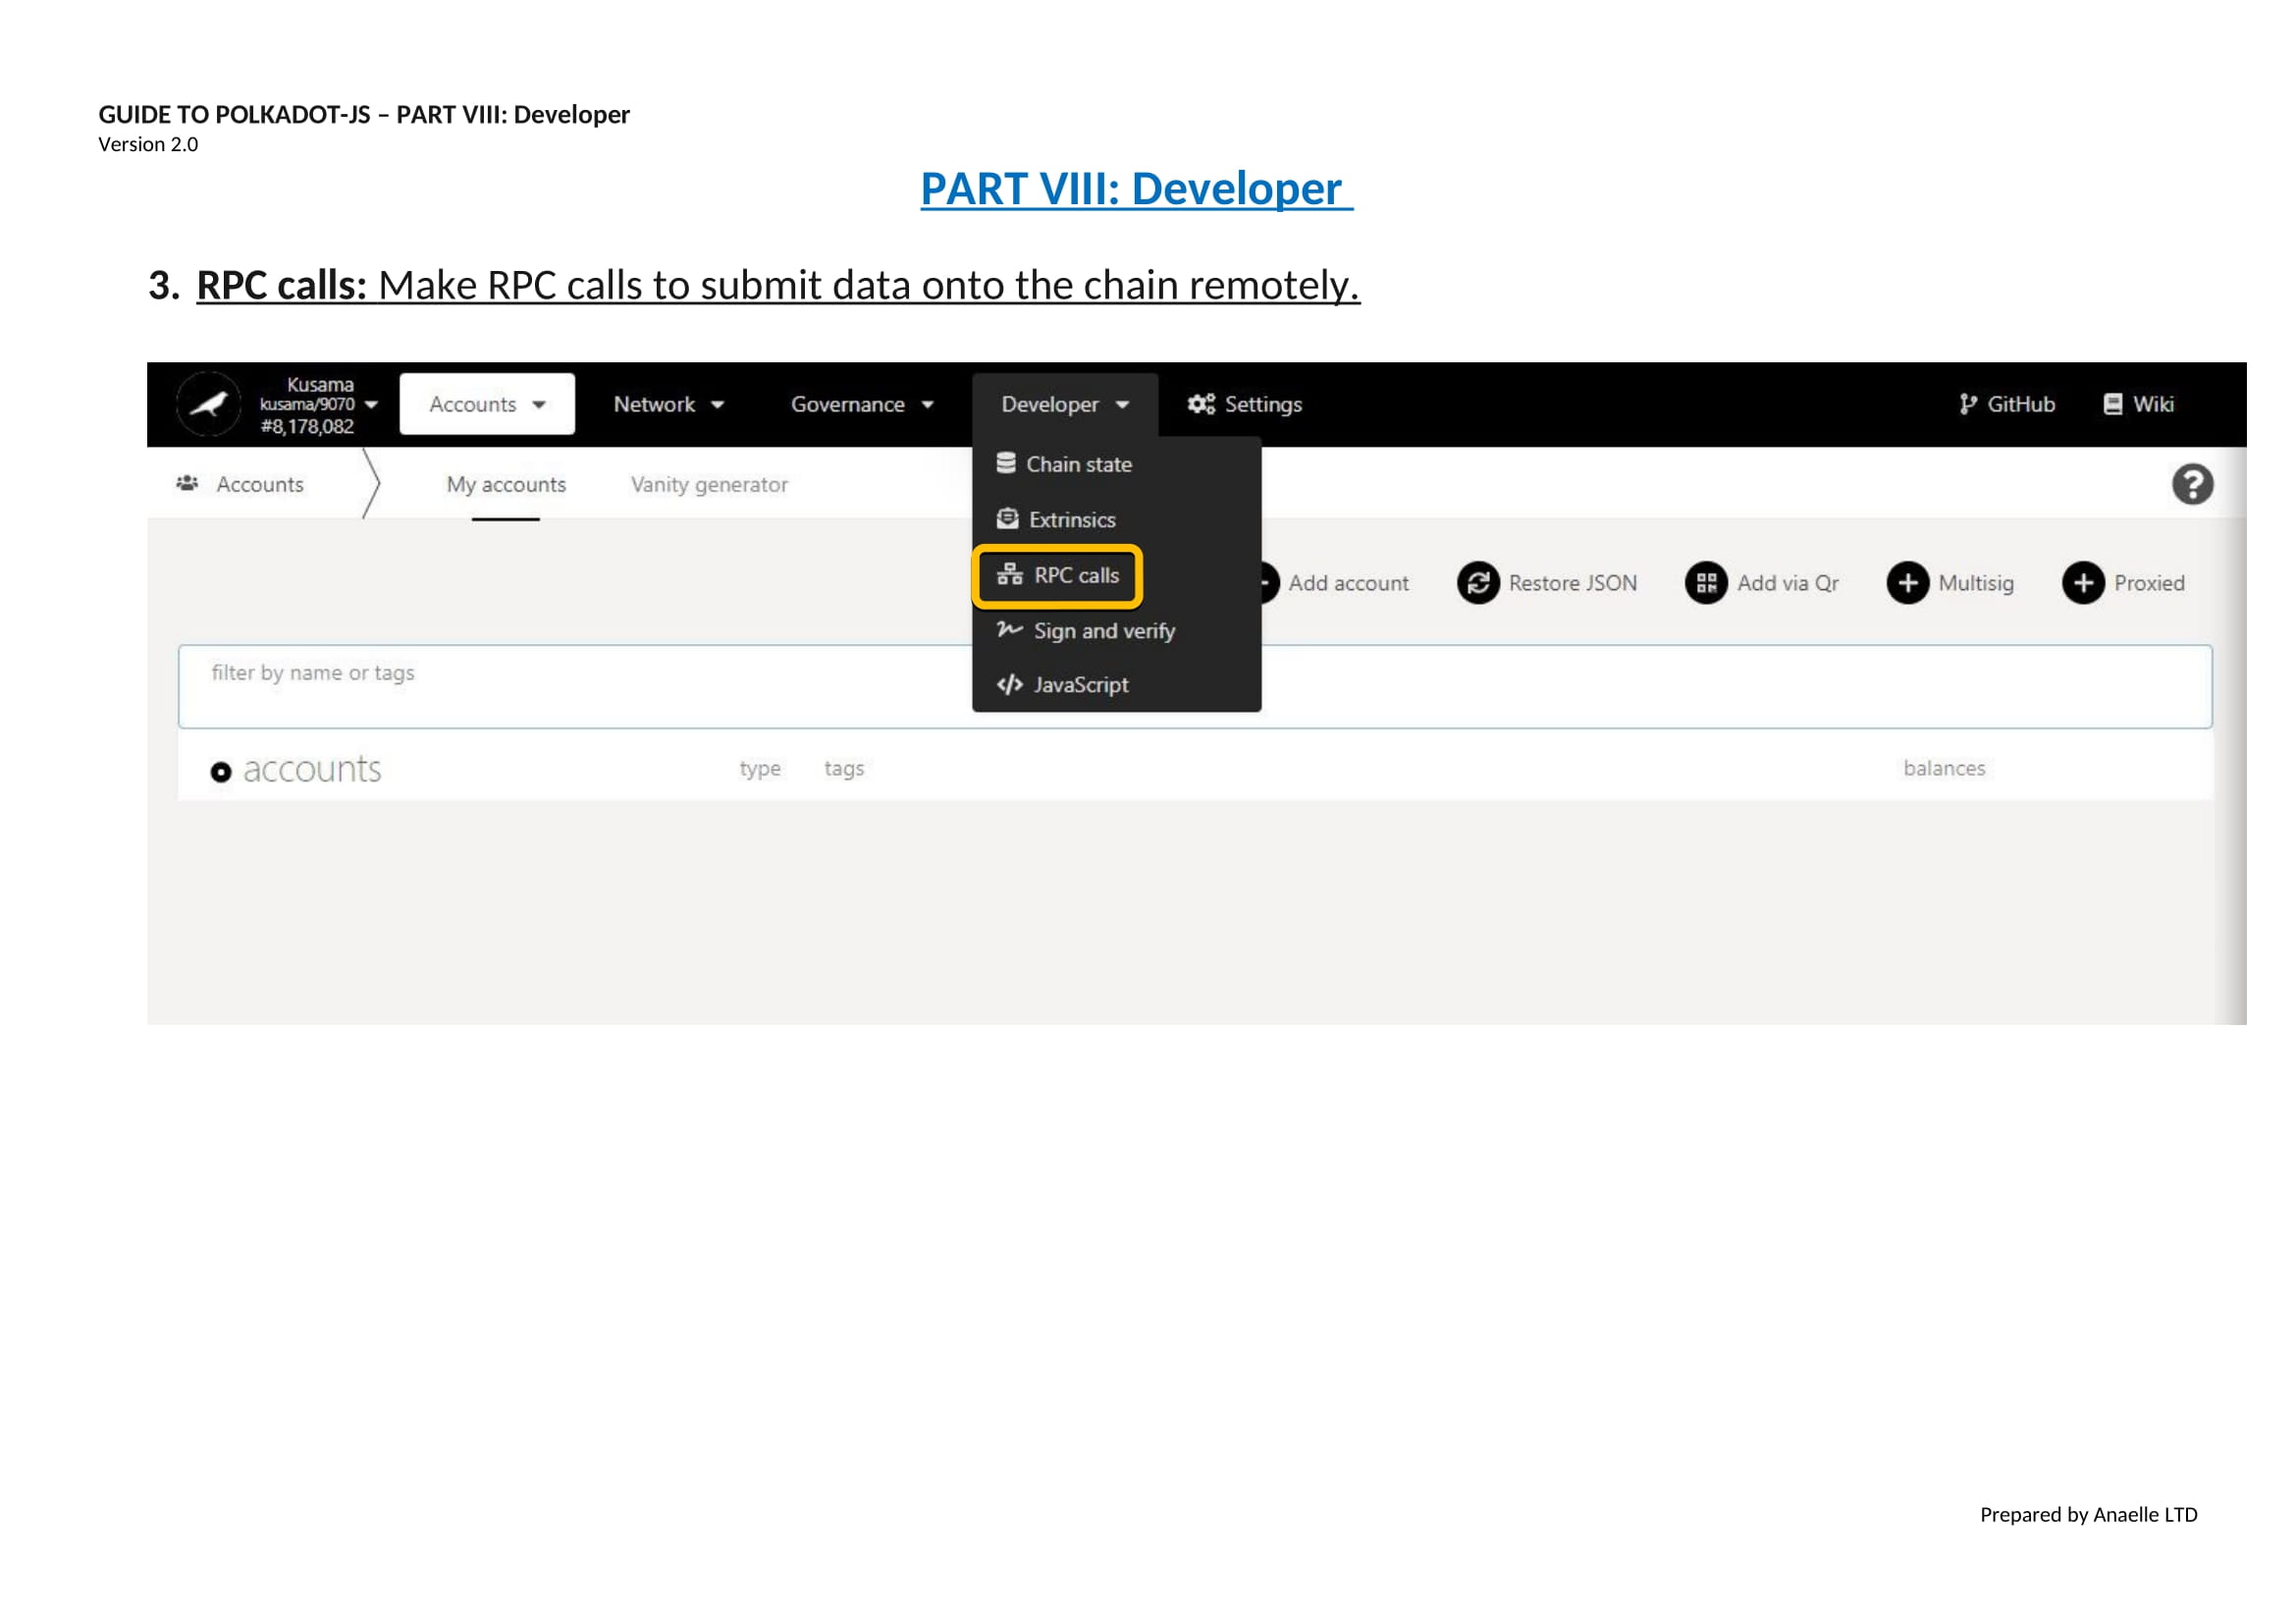 GUIDE TO POLKADOT-JS – PART VIII: Developer
Version 2.0
PART VIII: Developer
3. RPC calls: Make RPC calls to submit data onto the chain remotely.
Kusama
kusama/9070
#8,178,082
Accounts
Network
Governance
Developer
Settings
GitHub
Wiki
Accounts
My accounts
Vanity generator
Chain state
Extrinsics
RPC calls
Sign and verify
JavaScript
Add account
Restore JSON
Add via Qr
Multisig
Proxied
filter by name or tags
accounts
type
tags
balances
Prepared by Anaelle LTD